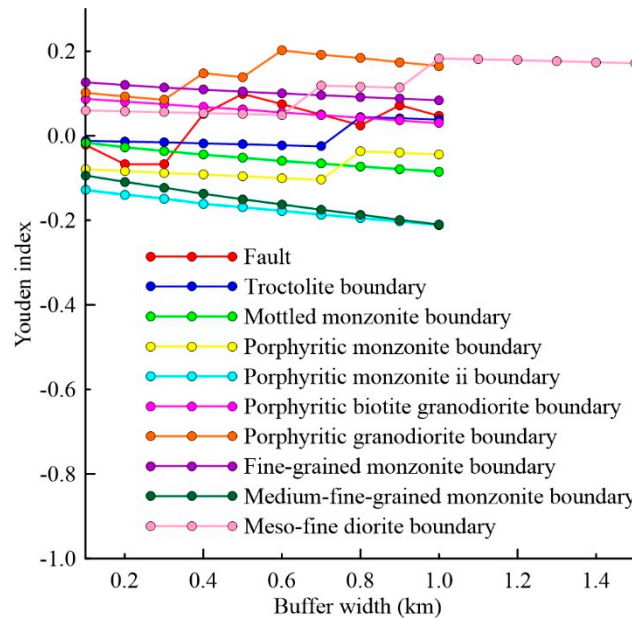 0.2
0.0
-0.2
-0.4
-0.6
-0.8
-1.0
Youden index
Fault
Troctolite boundary
Mottled monzonite boundary
Porphyritic monzonite boundary
Porphyritic monzonite ii boundary
Porphyritic biotite granodiorite boundary
Porphyritic granodiorite boundary
Fine-grained monzonite boundary
Medium-fine-grained monzonite boundary
Meso-fine diorite boundary
0.2 0.4 0.6 0.8 1.0 1.2 1.4
Buffer width (km)